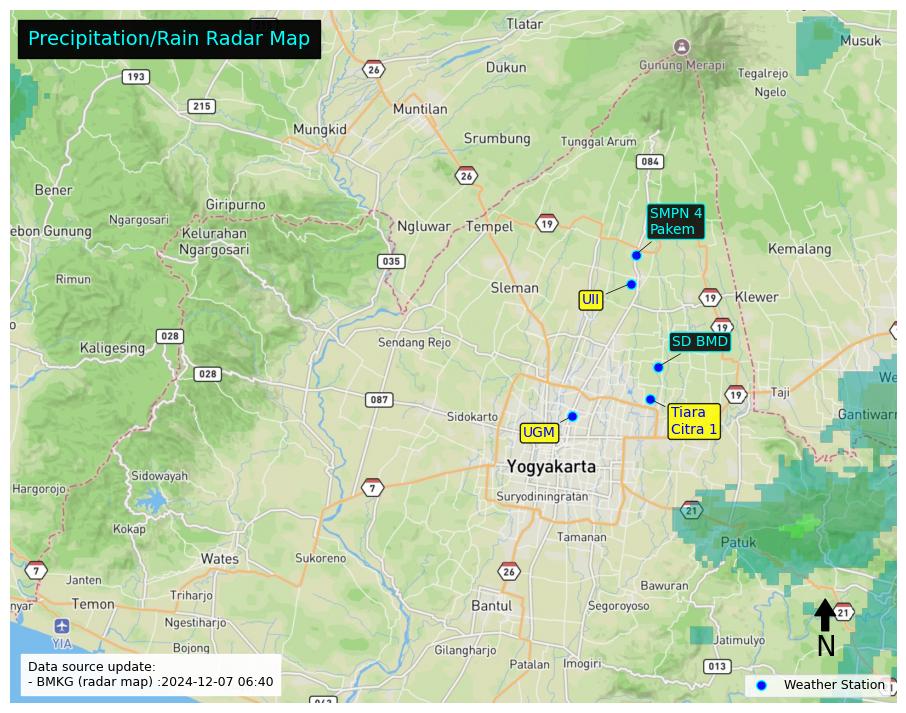 Precipitation/Rain Radar Map
Tlatar
Musuk
26
Dukun
Gunung Merapi
Tegalrejo
193
Ngelo
215
Muntilan
Mungkid
Srumbung
Tunggal Arum
084
26
Bener
Giripurno
SMPN 4
Pakem
Ngargosari
Ngluwar
Tempel
19
ebon Gunung
Kelurahan
Ngargosari
Kemalang
035
Rimun
Sleman
UII
19
Klewer
19
028
Sendang Rejo
SD BMD
Kaligesing
028
We
087
19
Taji
Sidokarto
Tiara
Citra 1
Gantiwarn
UGM
Yogyakarta
Sidowayah
Hargorojo
7
Suryodiningratan
21
Kokap
Tamanan
Patuk
Wates
Sukoreno
7
26
Janten
Bawuran
Triharjo
nyar
Temon
Bantul
Segoroyoso
21
Ngestiharjo
YIA
N
Jatimulyo
Bojong
Gilangharjo
Patalan
Imogiri
013
Data source update:
- BMKG (radar map) :2024-12-07 06:40
Weather Station